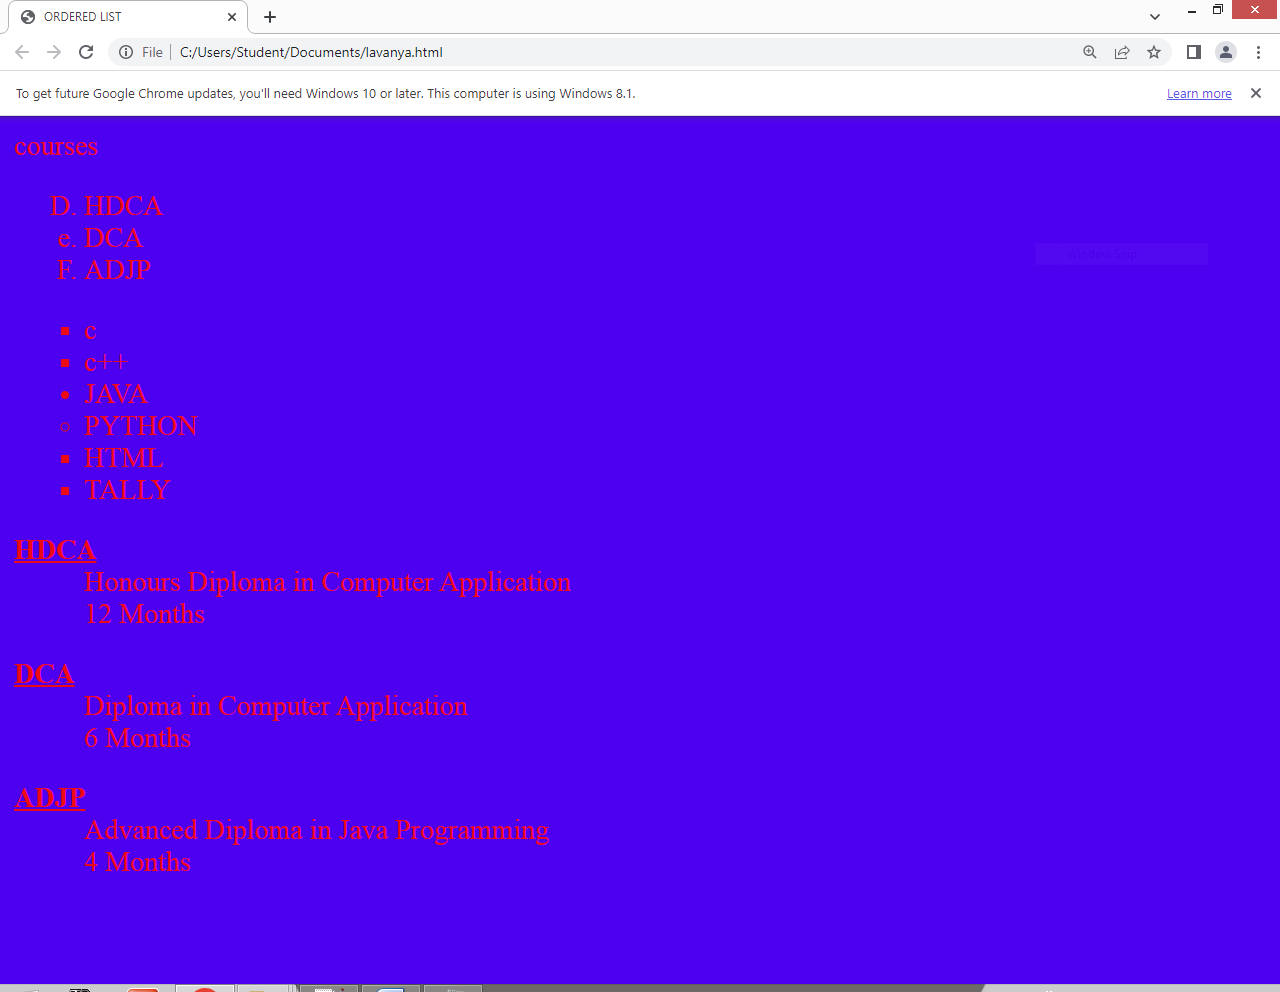 ORDERED LIST
File
C:/Users/Student/Documents/lavanya.html
To get future Google Chrome updates, you'll need Windows 10 or later. This computer is using Windows 8.1.
Learn more
courses
D. HDCA
e. DCA
F. ADJP
Window Snip
c
c++
JAVA
PYTHON
HTML
TALLY
HDCA
Honours Diploma in Computer Application
12 Months
DCA
Diploma in Computer Application
6 Months
ADJP
Advanced Diploma in Java Programming
4 Months